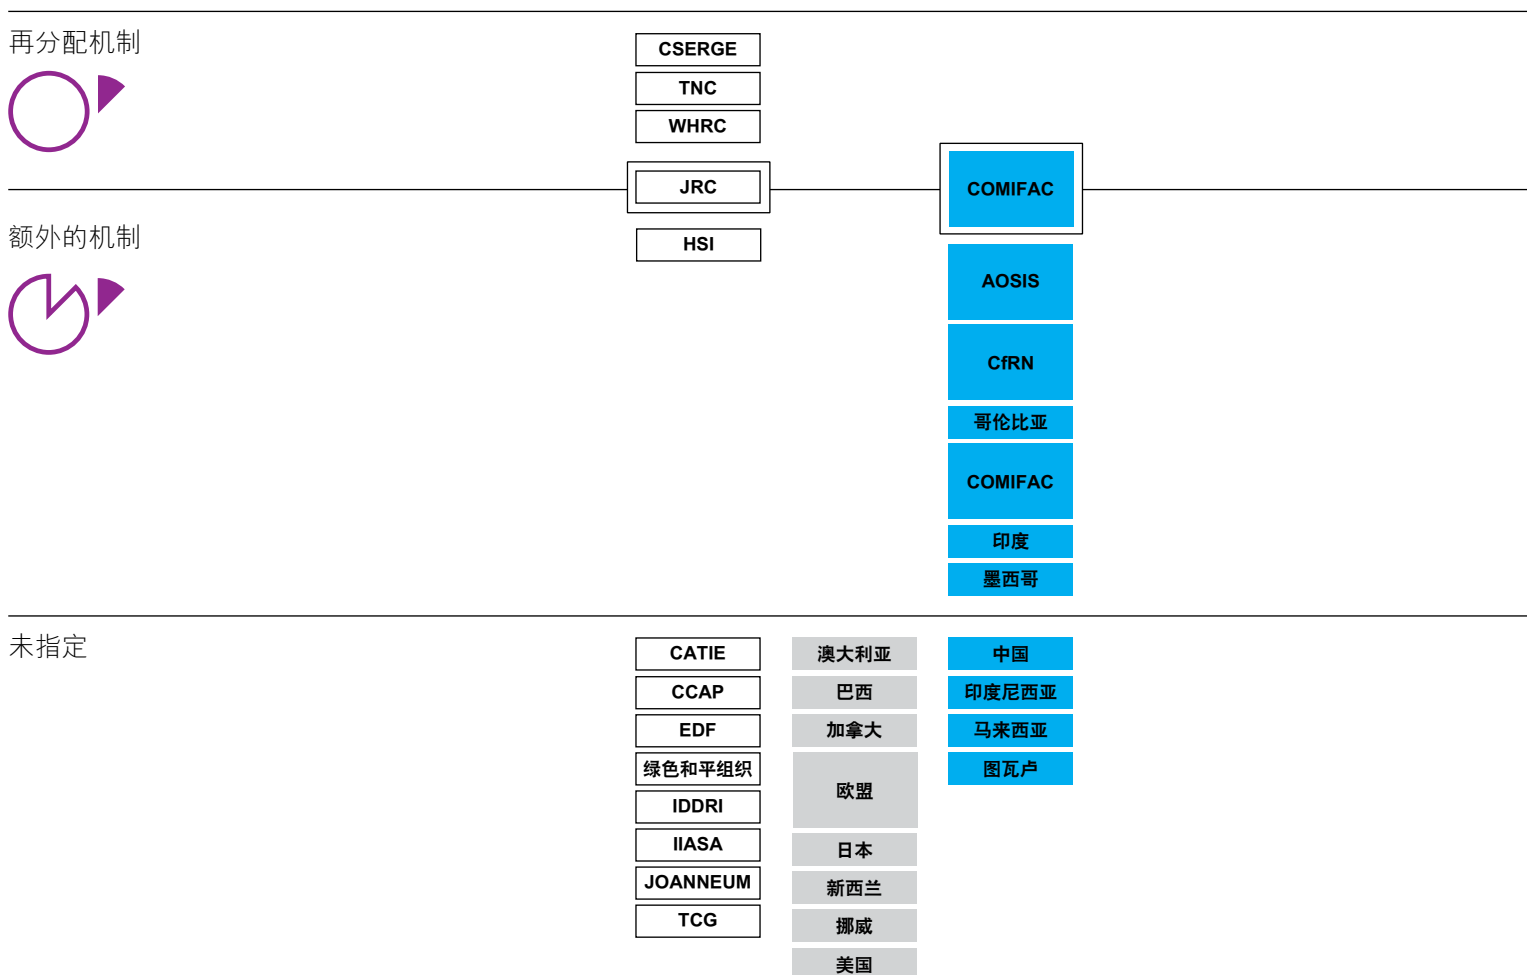 再分配机制
CSERGE
TNC
WHRC
JRC
COMIFAC
额外的机制
HSI
AOSIS
CfRN
哥伦比亚
COMIFAC
印度
墨西哥
未指定
CATIE
CCAP
EDF
绿色和平组织
IDDRI
IIASA
JOANNEUM
TCG
澳大利亚
巴西
加拿大
欧盟
日本
新西兰
挪威
美国
中国
印度尼西亚
马来西亚
图瓦卢